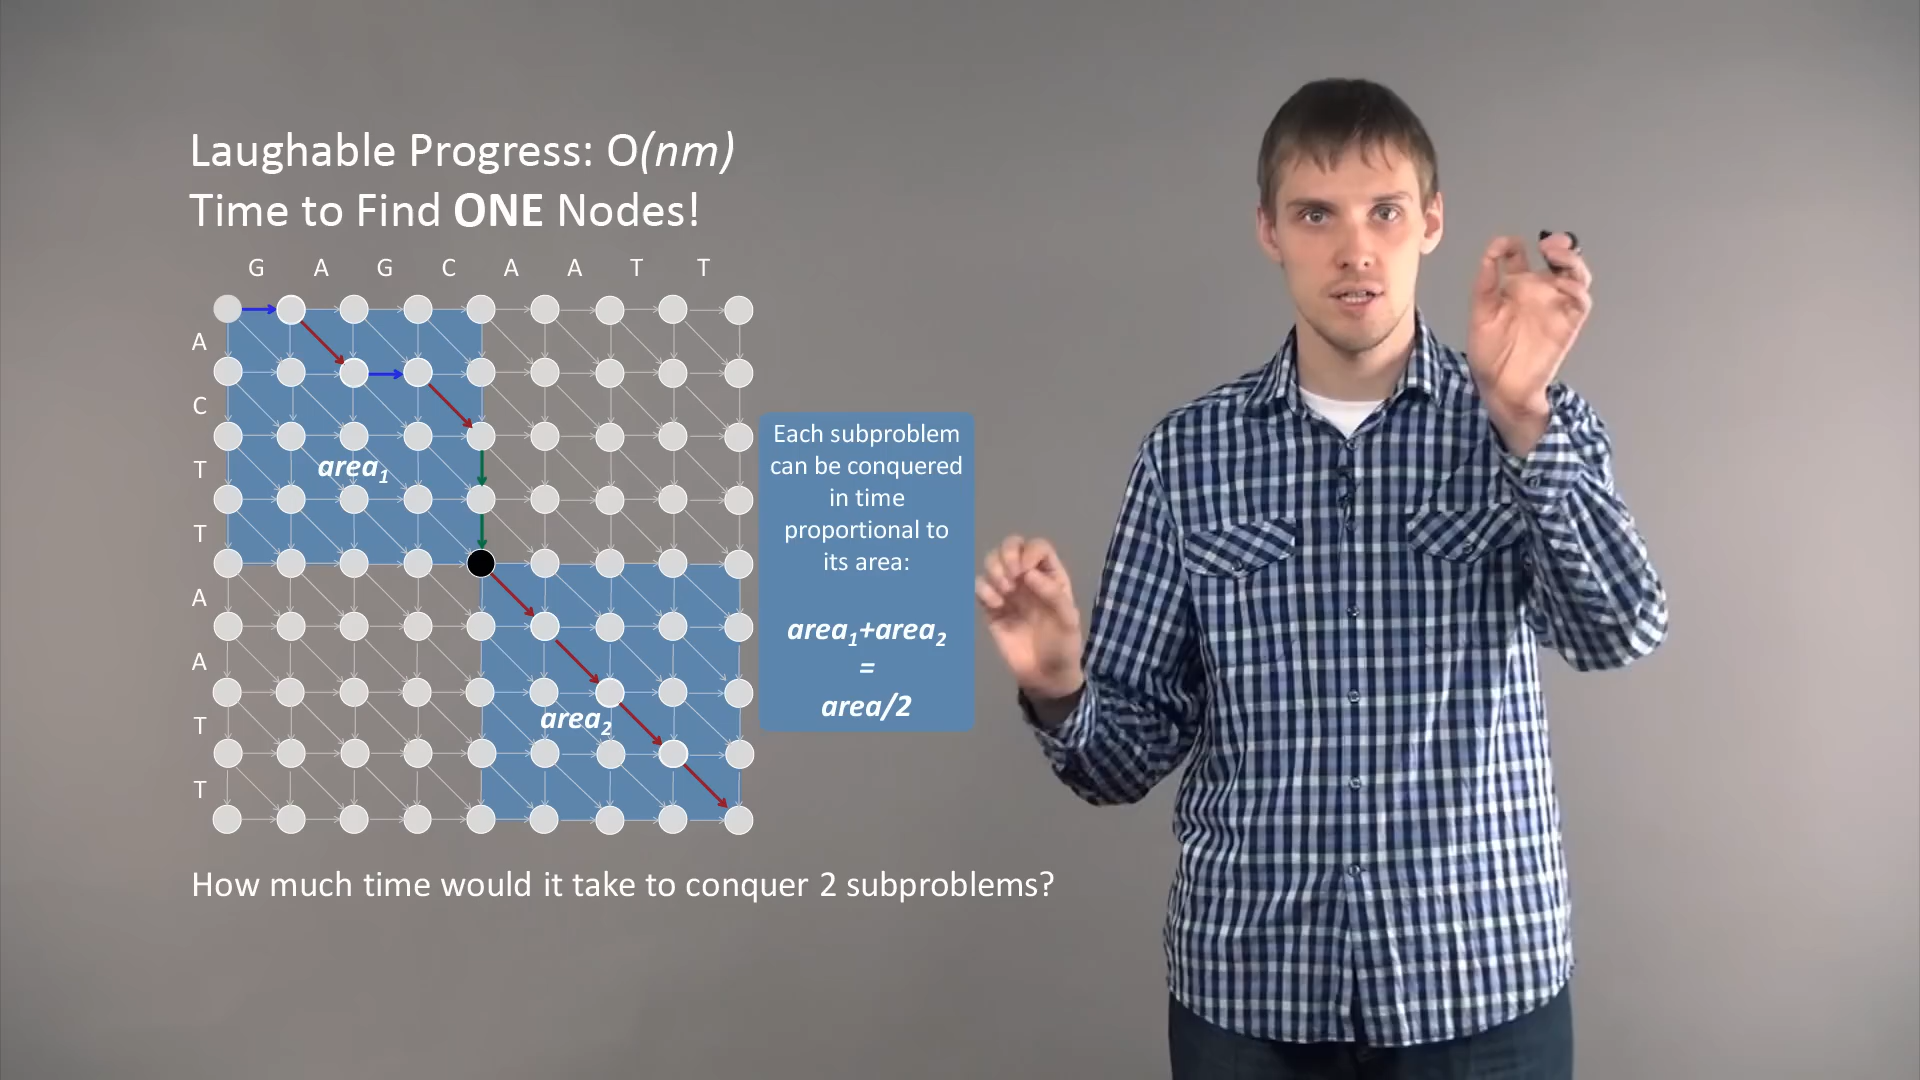 Laughable Progress: O(nm)
Time to Find ONE Nodes!
G A G C A A T T
A
C
T
T
A
A
T
T
area1
area2
Each subproblem
can be conquered
in time
proportional to
its area:
area1+area2
=
area/2
How much time would it take to conquer 2 subproblems?